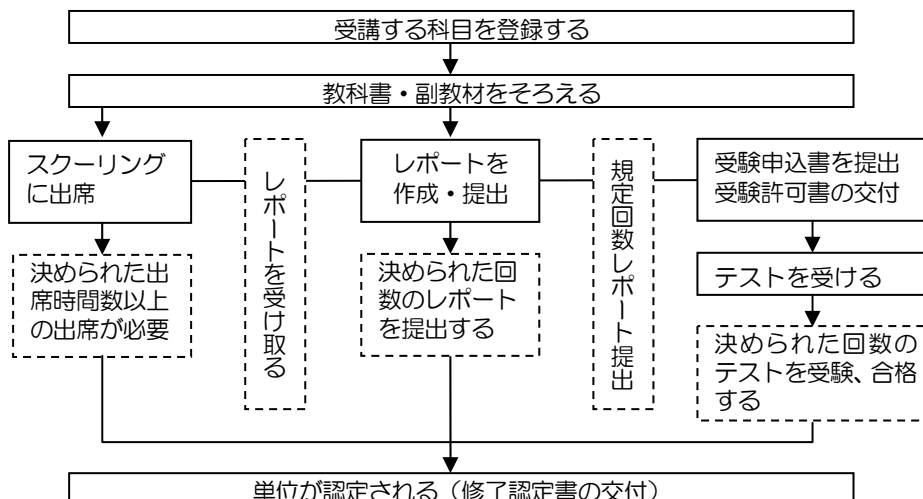 受講する科目を登録する
教科書・副教材をそろえる
スクーリング
に出席
レポートを受け取る
レポートを
作成・提出
規定回数レポート提出
受験申込書を提出
受験許可書の交付
決められた出
席時間数以上
の出席が必要
決められた回
数のレポート
を提出する
テストを受ける
決められた回数の
テストを受験、合格
する
単位が認定される（修了認定書の交付）